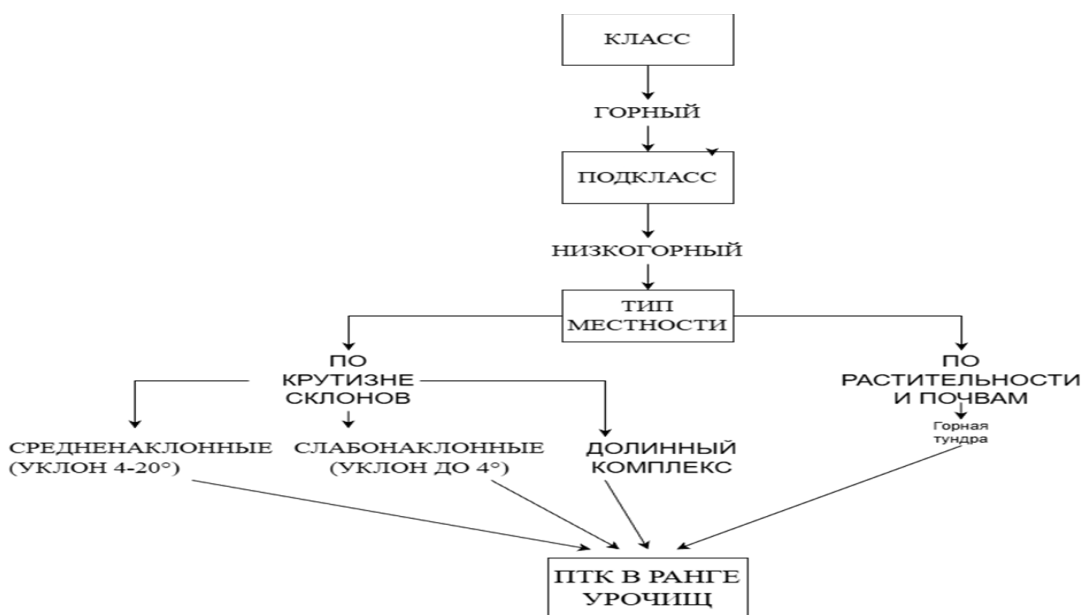 КЛАСС
ГОРНЫЙ
ПОДКЛАСС
НИЗКОГОРНЫЙ
ТИП
МЕСТНОСТИ
ПО
КРУТИЗНЕ
СКЛОНОВ
ПО
РАСТИТЕЛЬНОСТИ
И ПОЧВАМ
СРЕДНЕНАКЛОННЫЕ
(УКЛОН 4-20°)
СЛАБОНАКЛОННЫЕ
(УКЛОН ДО 4°)
ДОЛИННЫЙ
КОМПЛЕКС
Горная
тундра
ПТК В РАНГЕ
УРОЧИЩ